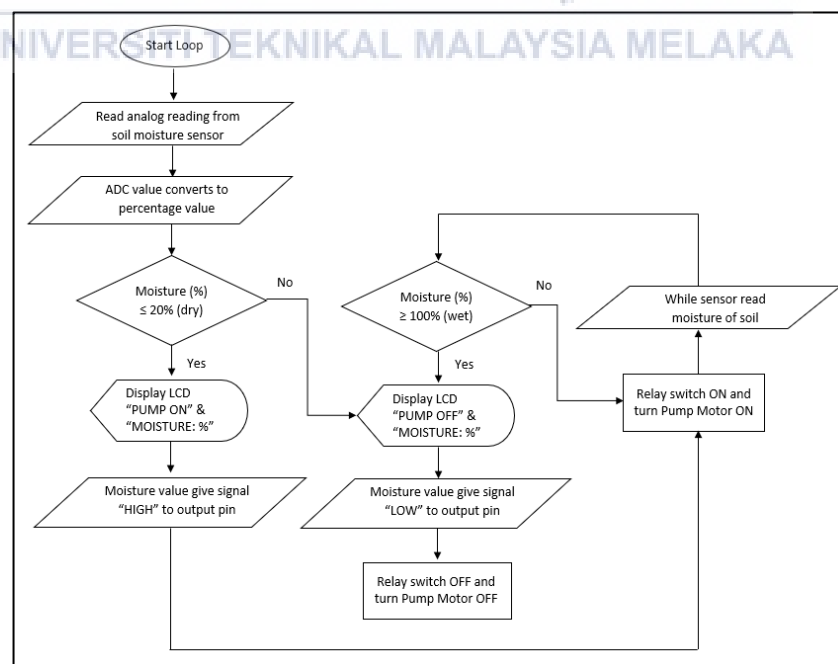 UNIVERSITI TEKNIKAL MALAYSIA MELAKA
Start Loop
Read analog reading from
soil moisture sensor
ADC value converts to
percentage value
Moisture (%)
≤ 20% (dry)
No
Yes
Display LCD
“PUMP ON” &
“MOISTURE: %”
Moisture value give signal
“HIGH” to output pin
Moisture (%)
≥ 100% (wet)
No
Yes
Display LCD
“PUMP OFF” &
“MOISTURE: %”
Moisture value give signal
“LOW” to output pin
Relay switch OFF and
turn Pump Motor OFF
While sensor read
moisture of soil
Relay switch ON and
turn Pump Motor ON